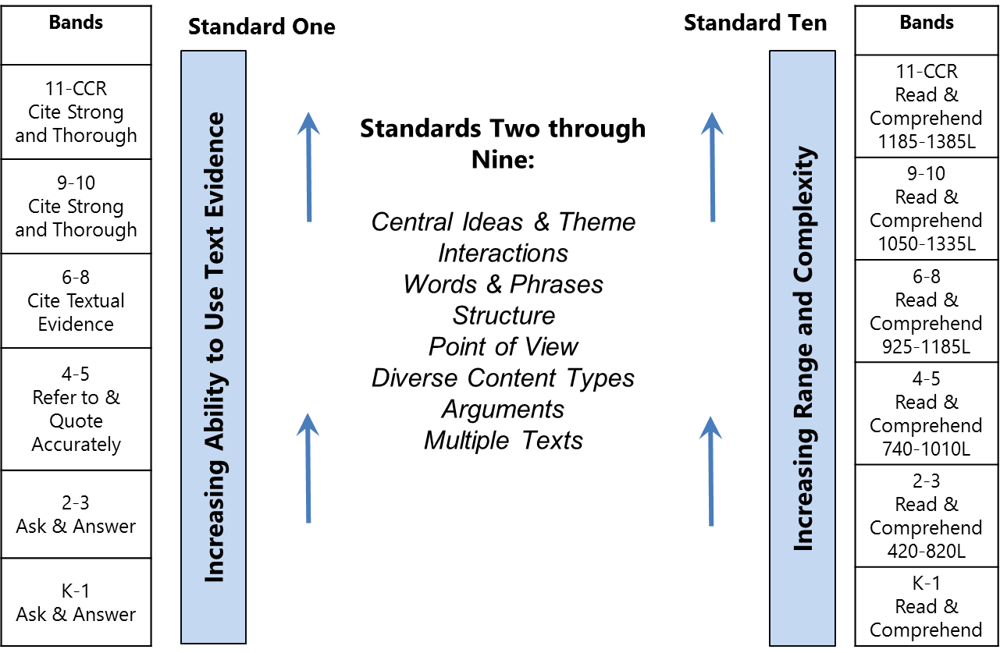 Bands
11-CCR
Cite Strong
and Thorough
9-10
Cite Strong
and Thorough
6-8
Cite Textual
Evidence
4-5
Refer to &
Quote
Accurately
2-3
Ask & Answer
K-1
Ask & Answer
Standard One
Increasing Ability to Use Text Evidence
Standards Two through
Nine:
Central Ideas & Theme
Interactions
Words & Phrases
Structure
Point of View
Diverse Content Types
Arguments
Multiple Texts
Standard Ten
Increasing Range and Complexity
Bands
11-CCR
Read &
Comprehend
1185-1385L
9-10
Read &
Comprehend
1050-1335L
6-8
Read &
Comprehend
925-1185L
4-5
Read &
Comprehend
740-1010L
2-3
Read &
Comprehend
420-820L
K-1
Read &
Comprehend